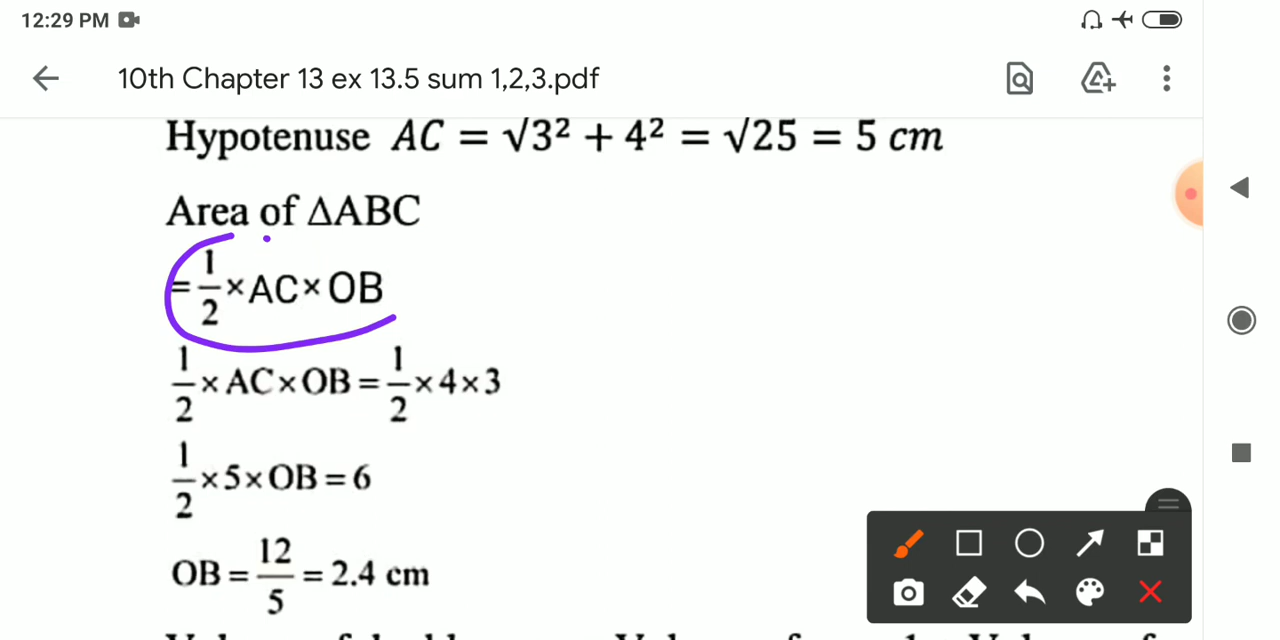 12:29 PM
10th Chapter 13 ex 13.5 sum 1,2,3.pdf
Hypotenuse AC = √3² + 4² = √25 = 5 cm
Area of ΔABC
= 1/2 × AC × OB
1/2 × AC × OB = 1/2 × 4 × 3
1/2 × 5 × OB = 6
OB = 12/5 = 2.4 cm